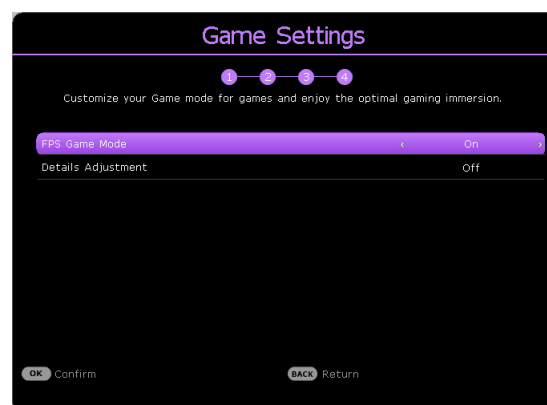 Game Settings
1 2 3 4
Customize your Game mode for games and enjoy the optimal gaming immersion.
FPS Game Mode ‹ On ›
Details Adjustment Off
OK Confirm BACK Return